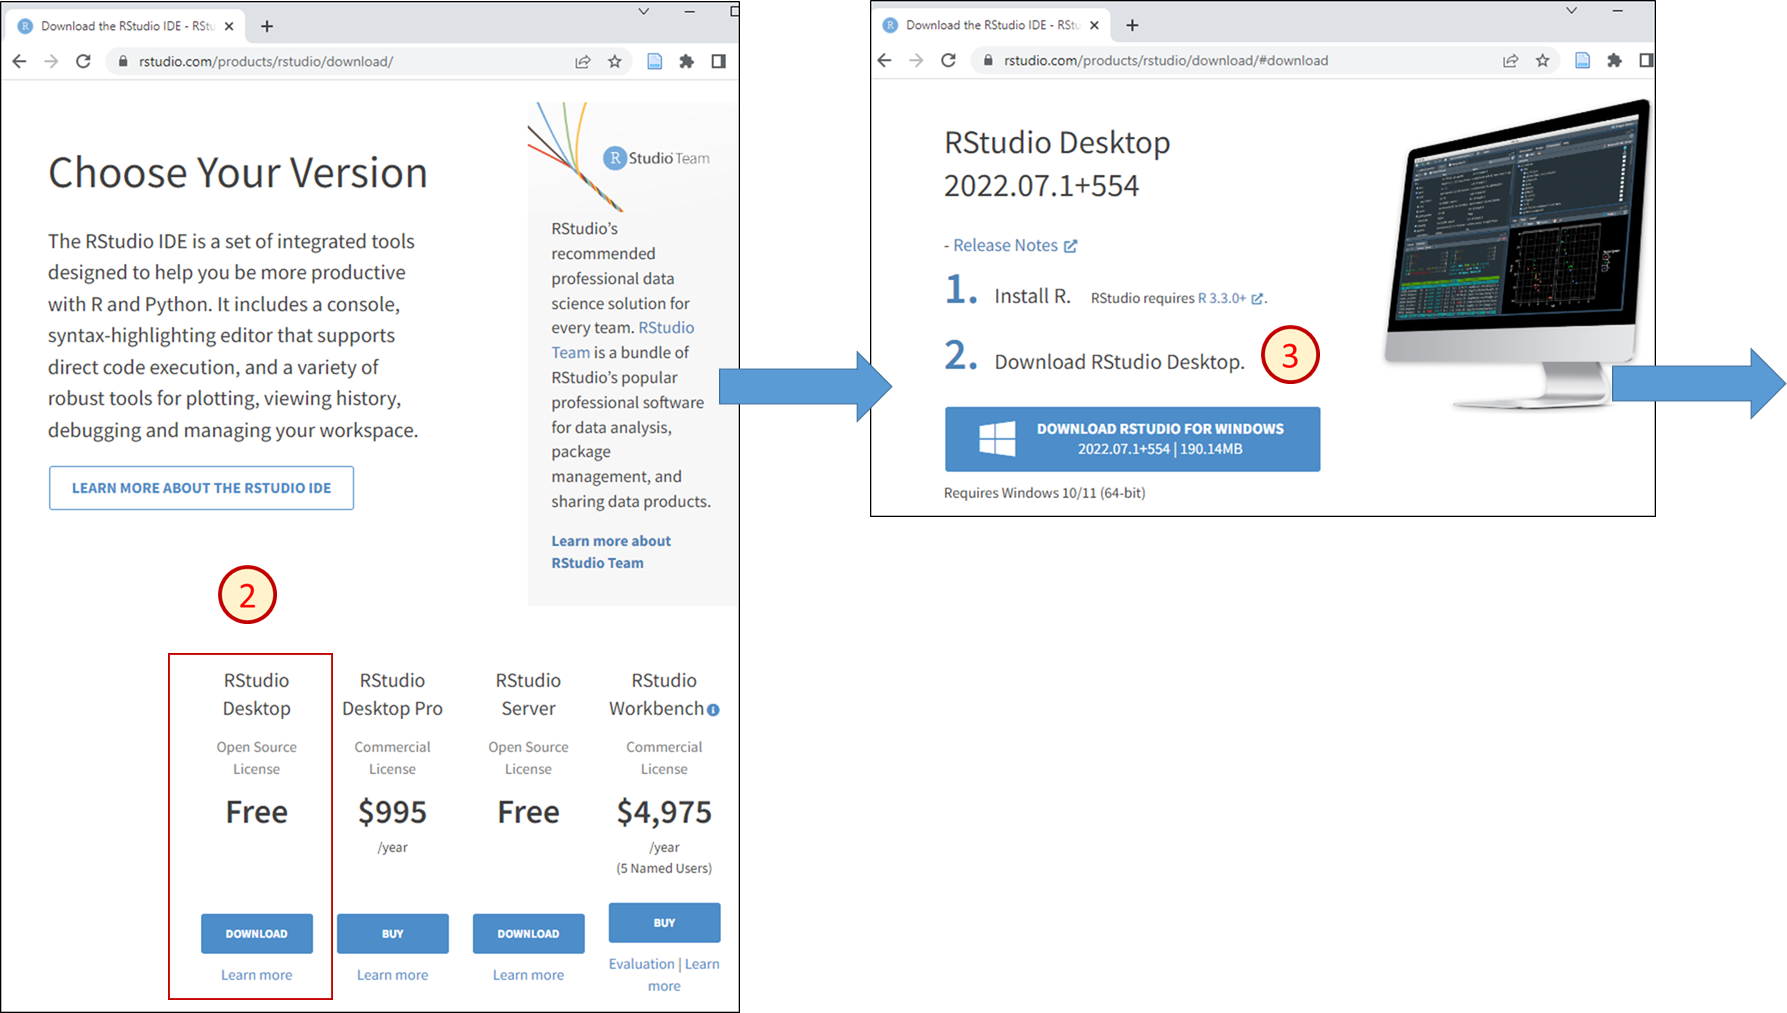 Download the RStudio IDE - RStu
rstudio.com/products/rstudio/download/
Choose Your Version
The RStudio IDE is a set of integrated tools
designed to help you be more productive
with R and Python. It includes a console,
syntax-highlighting editor that supports
direct code execution, and a variety of
robust tools for plotting, viewing history,
debugging and managing your workspace.
LEARN MORE ABOUT THE RSTUDIO IDE
R Studio Team
RStudio's
recommended
professional data
science solution for
every team. RStudio
Team is a bundle of
RStudio's popular
professional software
for data analysis,
package
management, and
sharing data products.
Learn more about
RStudio Team
2
RStudio
Desktop
Open Source
License
Free
DOWNLOAD
Learn more
RStudio
Desktop Pro
Commercial
License
$995
/year
BUY
Learn more
RStudio
Server
Open Source
License
Free
DOWNLOAD
Learn more
RStudio
Workbench
Commercial
License
$4,975
/year
(5 Named Users)
BUY
Evaluation | Learn
more
Download the RStudio IDE - RStu
rstudio.com/products/rstudio/download/#download
RStudio Desktop
2022.07.1+554
- Release Notes
1. Install R. RStudio requires R 3.3.0+.
2. Download RStudio Desktop.
3
DOWNLOAD RSTUDIO FOR WINDOWS
2022.07.1+554 | 190.14MB
Requires Windows 10/11 (64-bit)